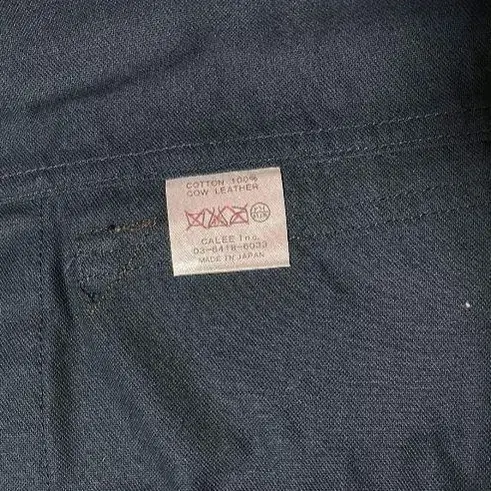 COTTON 100%
COW LEATHER
CALEE Inc.
03-6418-6033
MADE IN JAPAN